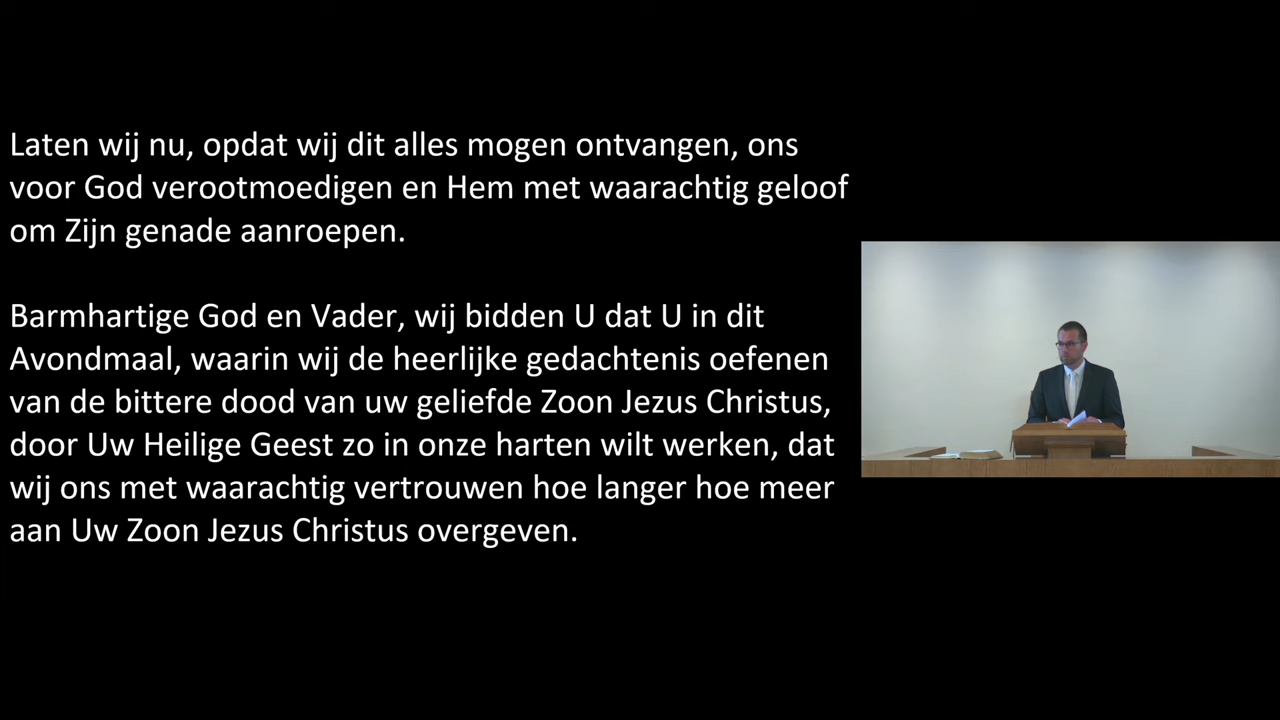 Laten wij nu, opdat wij dit alles mogen ontvangen, ons
voor God verootmoedigen en Hem met waarachtig geloof
om Zijn genade aanroepen.
Barmhartige God en Vader, wij bidden U dat U in dit
Avondmaal, waarin wij de heerlijke gedachtenis oefenen
van de bittere dood van uw geliefde Zoon Jezus Christus,
door Uw Heilige Geest zo in onze harten wilt werken, dat
wij ons met waarachtig vertrouwen hoe langer hoe meer
aan Uw Zoon Jezus Christus overgeven.